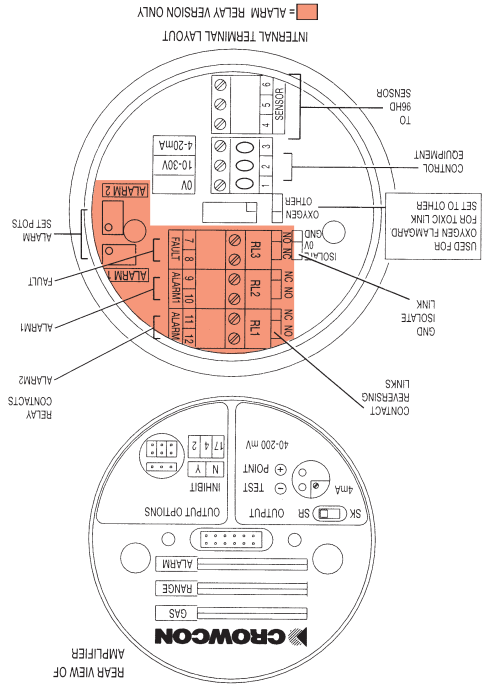 REAR VIEW OF
AMPLIFIER
CROWCON
GAS
RANGE
ALARM
SK
SR
OUTPUT
4mA
TEST
POINT
40-200 mV
OUTPUT OPTIONS
INHIBIT
N
Y
17
4
2
CONTACT
REVERSING
LINKS
RELAY
CONTACTS
ALARM2
ALARM1
FAULT
ALARM
SET POTS
GND
ISOLATE
LINK
USED FOR
OXYGEN FLAMGARD
FOR TOXIC LINK
SET TO OTHER
CONTROL
EQUIPMENT
TO
96HD
SENSOR
NO
NC
RL1
12
11
ALARM
NO
NC
RL2
10
9
ALARM1
NC
NO
RL3
8
7
FAULT
ISOLATE
0V
GND
ALARM 1
ALARM 2
OXYGEN
OTHER
1
2
3
0V
10-30V
4-20mA
4
5
6
SENSOR
INTERNAL TERMINAL LAYOUT
= ALARM RELAY VERSION ONLY